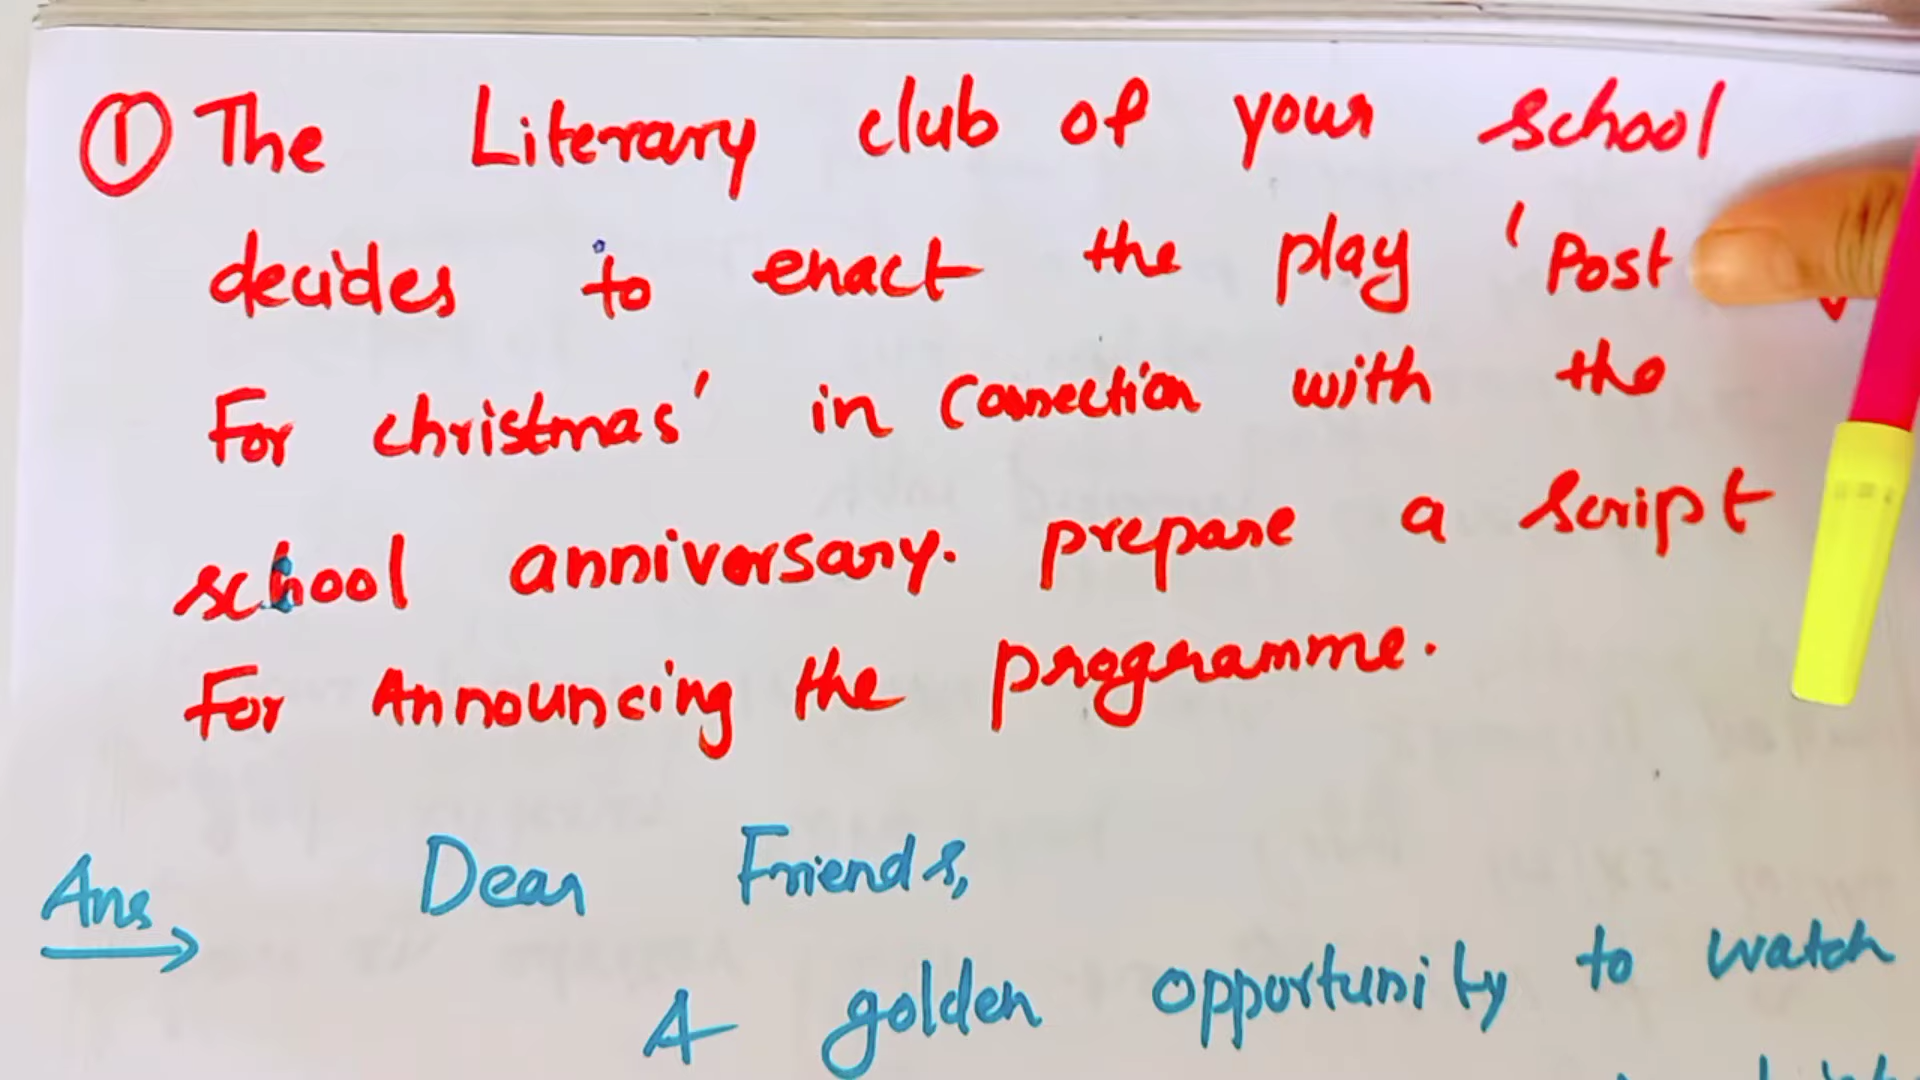 ① The Literary club of your school
decides to enact the play 'Post
For christmas' in Connection with the
school anniversary. prepare a script
For Announcing the programme.
Ans → Dear Friends,
A golden opportunity to watch